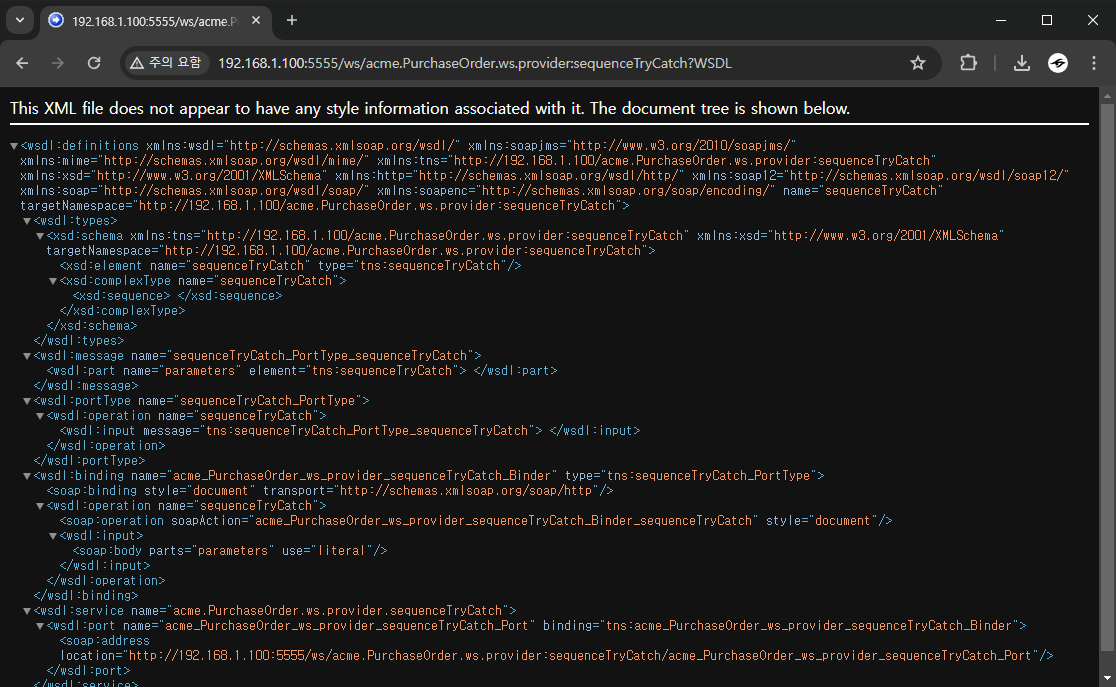 192.168.1.100:5555/ws/acme.P
주의 요함 192.168.1.100:5555/ws/acme.PurchaseOrder.ws.provider:sequenceTryCatch?WSDL
This XML file does not appear to have any style information associated with it. The document tree is shown below.
▼<wsdl:definitions xmlns:wsdl="http://schemas.xmlsoap.org/wsdl/" xmlns:soapjms="http://www.w3.org/2010/soapjms/"
xmlns:mime="http://schemas.xmlsoap.org/wsdl/mime/" xmlns:tns="http://192.168.1.100/acme.PurchaseOrder.ws.provider:sequenceTryCatch"
xmlns:xsd="http://www.w3.org/2001/XMLSchema" xmlns:http="http://schemas.xmlsoap.org/wsdl/http/" xmlns:soap12="http://schemas.xmlsoap.org/wsdl/soap12/"
xmlns:soap="http://schemas.xmlsoap.org/wsdl/soap/" xmlns:soapenc="http://schemas.xmlsoap.org/soap/encoding/" name="sequenceTryCatch"
targetNamespace="http://192.168.1.100/acme.PurchaseOrder.ws.provider:sequenceTryCatch">
▼<wsdl:types>
▼<xsd:schema xmlns:tns="http://192.168.1.100/acme.PurchaseOrder.ws.provider:sequenceTryCatch" xmlns:xsd="http://www.w3.org/2001/XMLSchema"
targetNamespace="http://192.168.1.100/acme.PurchaseOrder.ws.provider:sequenceTryCatch">
<xsd:element name="sequenceTryCatch" type="tns:sequenceTryCatch"/>
▼<xsd:complexType name="sequenceTryCatch">
<xsd:sequence> </xsd:sequence>
</xsd:complexType>
</xsd:schema>
</wsdl:types>
▼<wsdl:message name="sequenceTryCatch_PortType_sequenceTryCatch">
<wsdl:part name="parameters" element="tns:sequenceTryCatch"> </wsdl:part>
</wsdl:message>
▼<wsdl:portType name="sequenceTryCatch_PortType">
▼<wsdl:operation name="sequenceTryCatch">
<wsdl:input message="tns:sequenceTryCatch_PortType_sequenceTryCatch"> </wsdl:input>
</wsdl:operation>
</wsdl:portType>
▼<wsdl:binding name="acme_PurchaseOrder_ws_provider_sequenceTryCatch_Binder" type="tns:sequenceTryCatch_PortType">
<soap:binding style="document" transport="http://schemas.xmlsoap.org/soap/http"/>
▼<wsdl:operation name="sequenceTryCatch">
<soap:operation soapAction="acme_PurchaseOrder_ws_provider_sequenceTryCatch_Binder_sequenceTryCatch" style="document"/>
▼<wsdl:input>
<soap:body parts="parameters" use="literal"/>
</wsdl:input>
</wsdl:operation>
</wsdl:binding>
▼<wsdl:service name="acme.PurchaseOrder.ws.provider.sequenceTryCatch">
▼<wsdl:port name="acme_PurchaseOrder_ws_provider_sequenceTryCatch_Port" binding="tns:acme_PurchaseOrder_ws_provider_sequenceTryCatch_Binder">
<soap:address
location="http://192.168.1.100:5555/ws/acme.PurchaseOrder.ws.provider:sequenceTryCatch/acme_PurchaseOrder_ws_provider_sequenceTryCatch_Port"/>
</wsdl:port>
</wsdl:service>